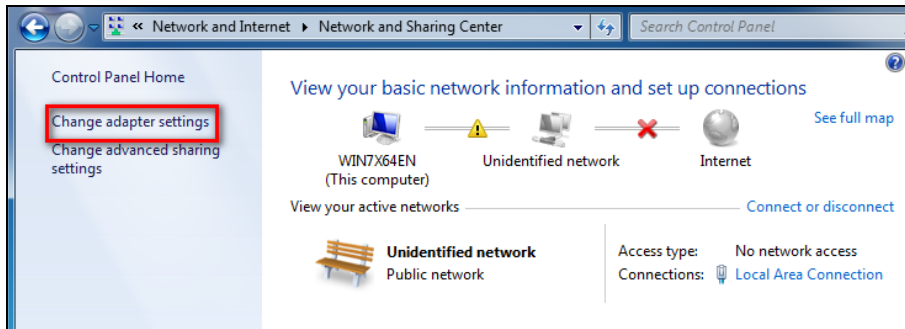 « Network and Internet ▸ Network and Sharing Center
Search Control Panel
Control Panel Home
Change adapter settings
Change advanced sharing
settings
View your basic network information and set up connections
See full map
WIN7X64EN
(This computer)
Unidentified network
Internet
View your active networks
Connect or disconnect
Unidentified network
Public network
Access type: No network access
Connections: Local Area Connection